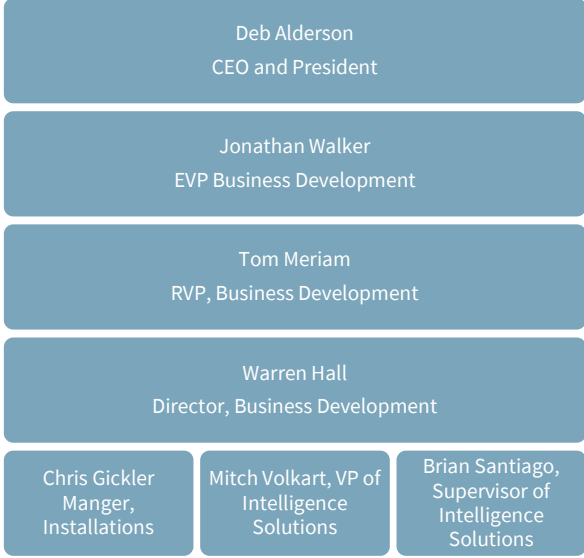 Deb Alderson
CEO and President
Jonathan Walker
EVP Business Development
Tom Meriam
RVP, Business Development
Warren Hall
Director, Business Development
Chris Gickler
Manger,
Installations
Mitch Volkart, VP of
Intelligence
Solutions
Brian Santiago,
Supervisor of
Intelligence
Solutions